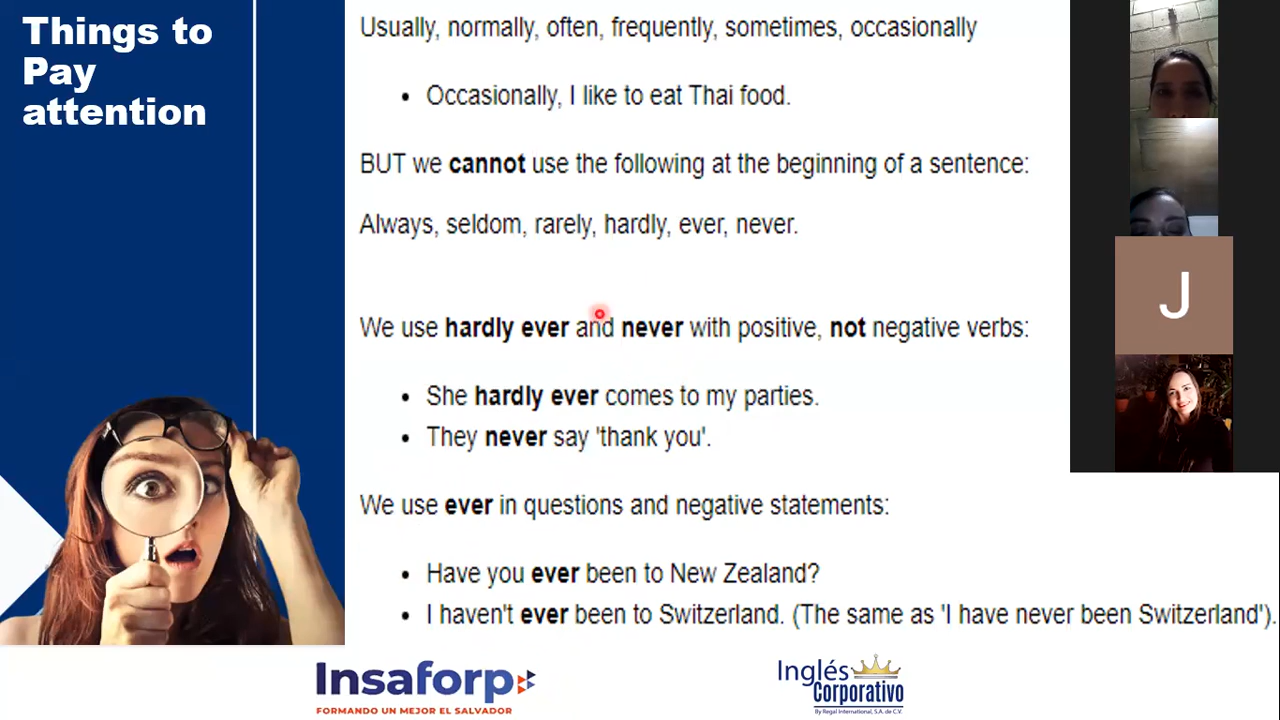 Things to
Pay
attention
Usually, normally, often, frequently, sometimes, occasionally
• Occasionally, I like to eat Thai food.
BUT we cannot use the following at the beginning of a sentence:
Always, seldom, rarely, hardly, ever, never.
We use hardly ever and never with positive, not negative verbs:
• She hardly ever comes to my parties.
• They never say 'thank you'.
We use ever in questions and negative statements:
• Have you ever been to New Zealand?
• I haven't ever been to Switzerland. (The same as 'I have never been Switzerland').
J
Insaforp
FORMANDO UN MEJOR EL SALVADOR
Inglés
Corporativo
By Regal International, S.A. de C.V.